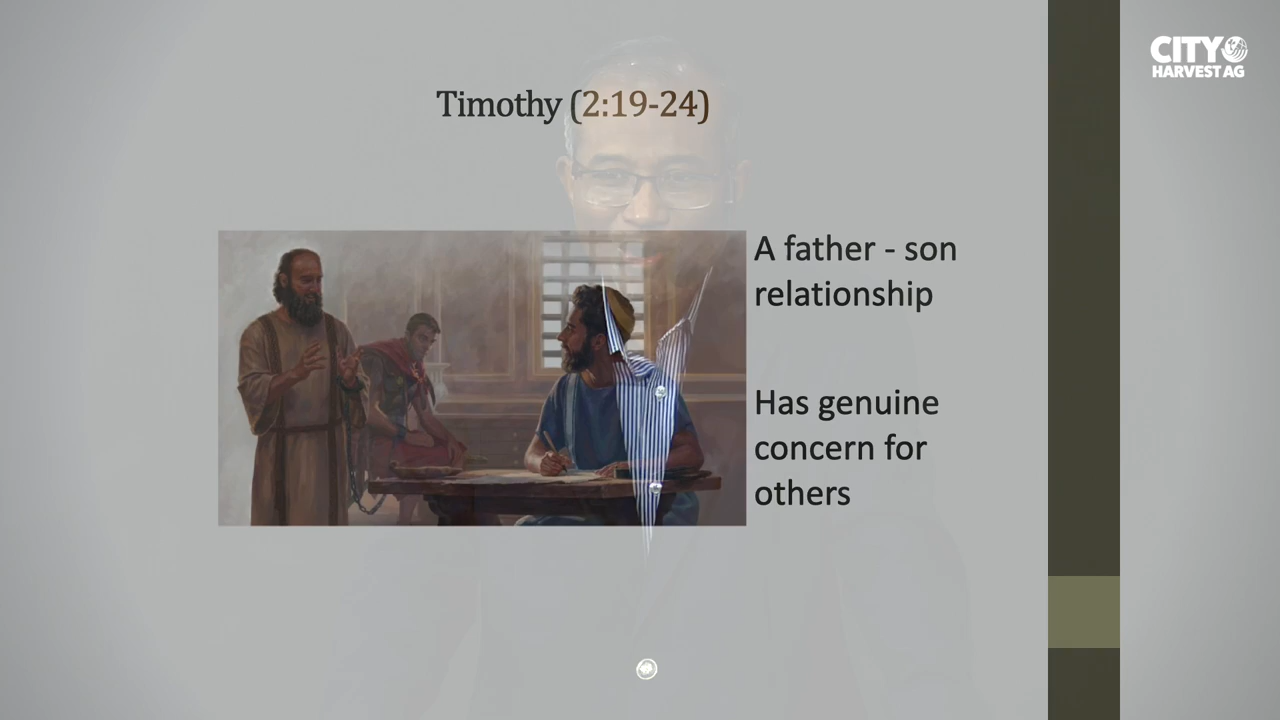 CITY
HARVEST AG
Timothy (2:19-24)
A father - son
relationship
Has genuine
concern for
others